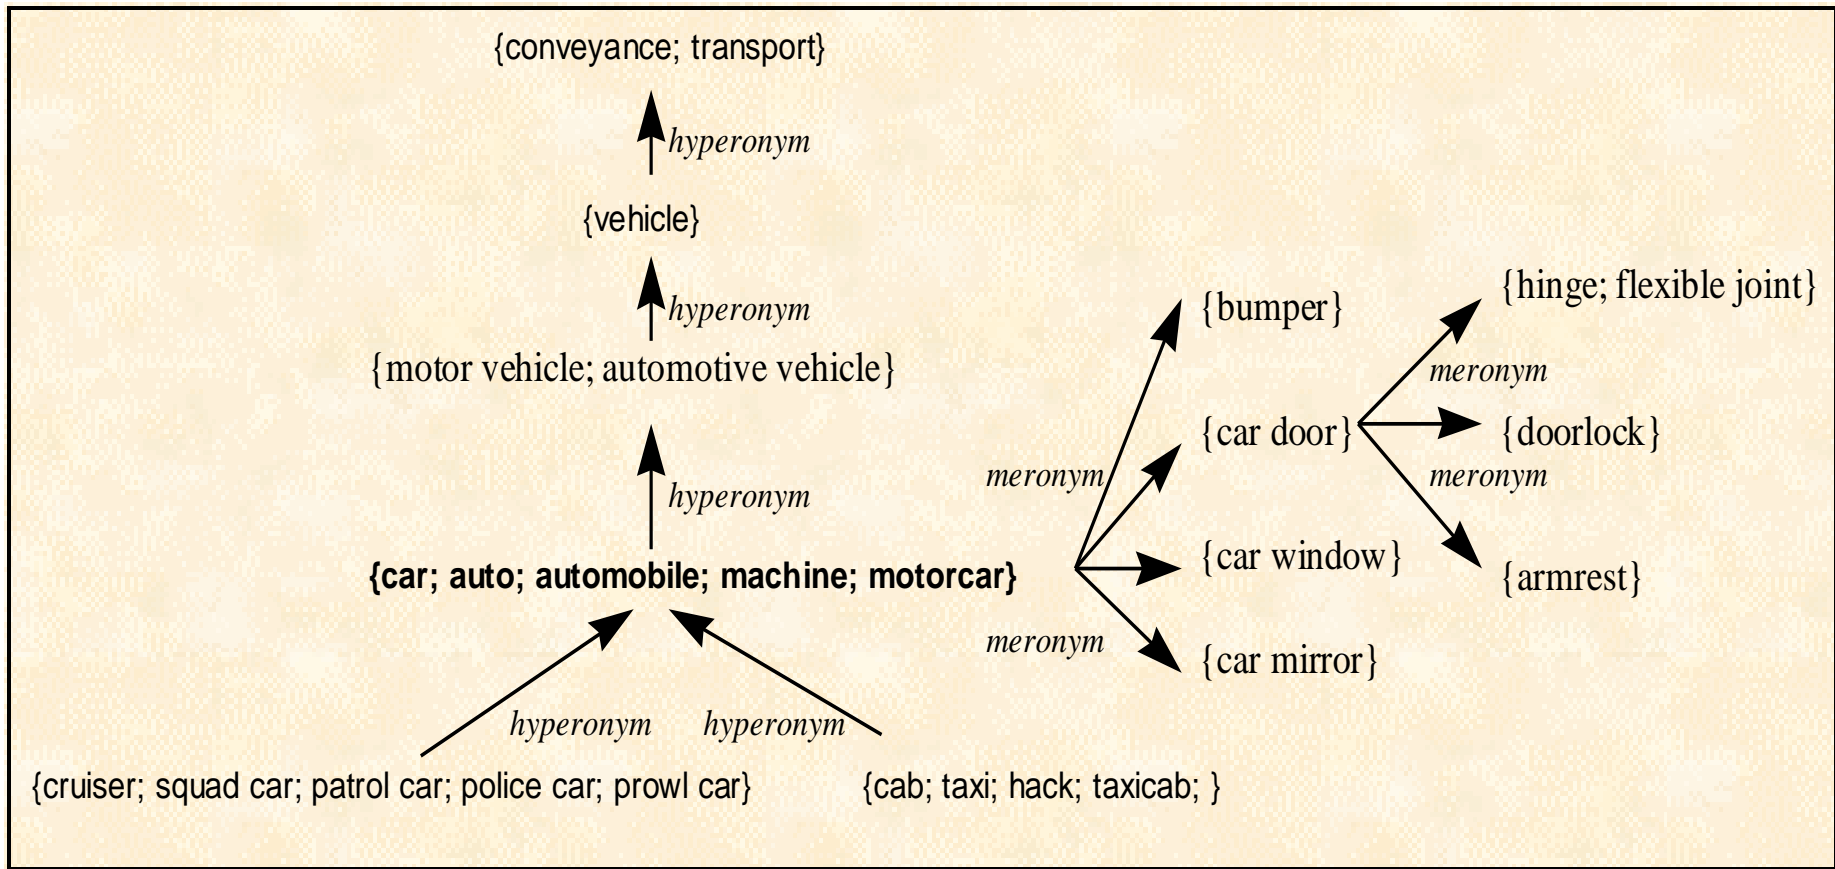 {conveyance; transport}
hyperonym
{vehicle}
hyperonym
{motor vehicle; automotive vehicle}
hyperonym
{car; auto; automobile; machine; motorcar}
hyperonym
hyperonym
{cruiser; squad car; patrol car; police car; prowl car}
{cab; taxi; hack; taxicab; }
meronym
meronym
{bumper}
{car door}
{car window}
{car mirror}
meronym
meronym
{hinge; flexible joint}
{doorlock}
{armrest}